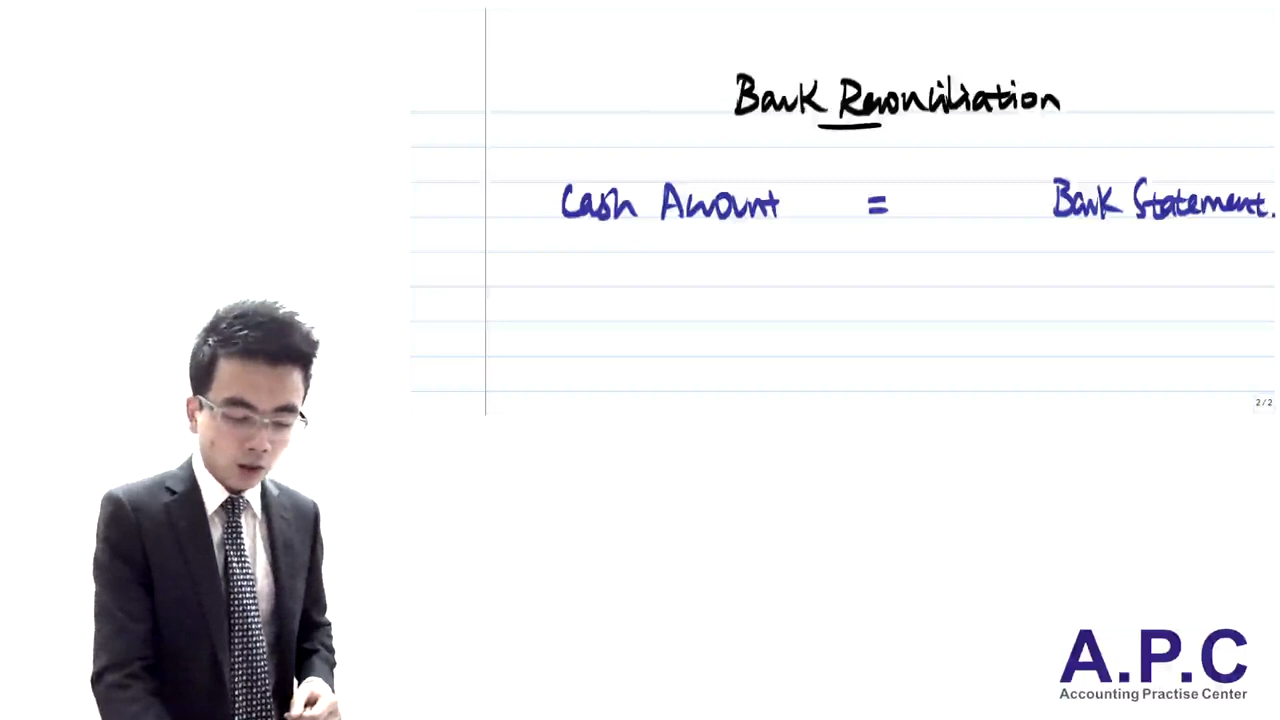 Bank Reconciliation
Cash Amount = Bank Statement.
2/2
A.P.C
Accounting Practise Center